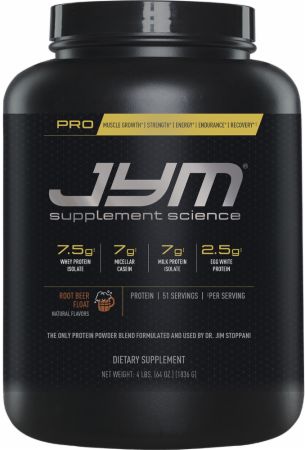 PRO MUSCLE GROWTH† | STRENGTH† | ENERGY† | ENDURANCE† | RECOVERY†
JYM®
supplement science
7.5g† 7g† 7g† 2.5g†
WHEY PROTEIN MICELLAR MILK PROTEIN EGG WHITE
ISOLATE CASEIN ISOLATE PROTEIN
ROOT BEER
FLOAT
NATURAL FLAVORS
PROTEIN | 51 SERVINGS | †PER SERVING
THE ONLY PROTEIN POWDER BLEND FORMULATED AND USED BY DR. JIM STOPPANI
DIETARY SUPPLEMENT
NET WEIGHT: 4 LBS. (64 OZ.) (1836 G)